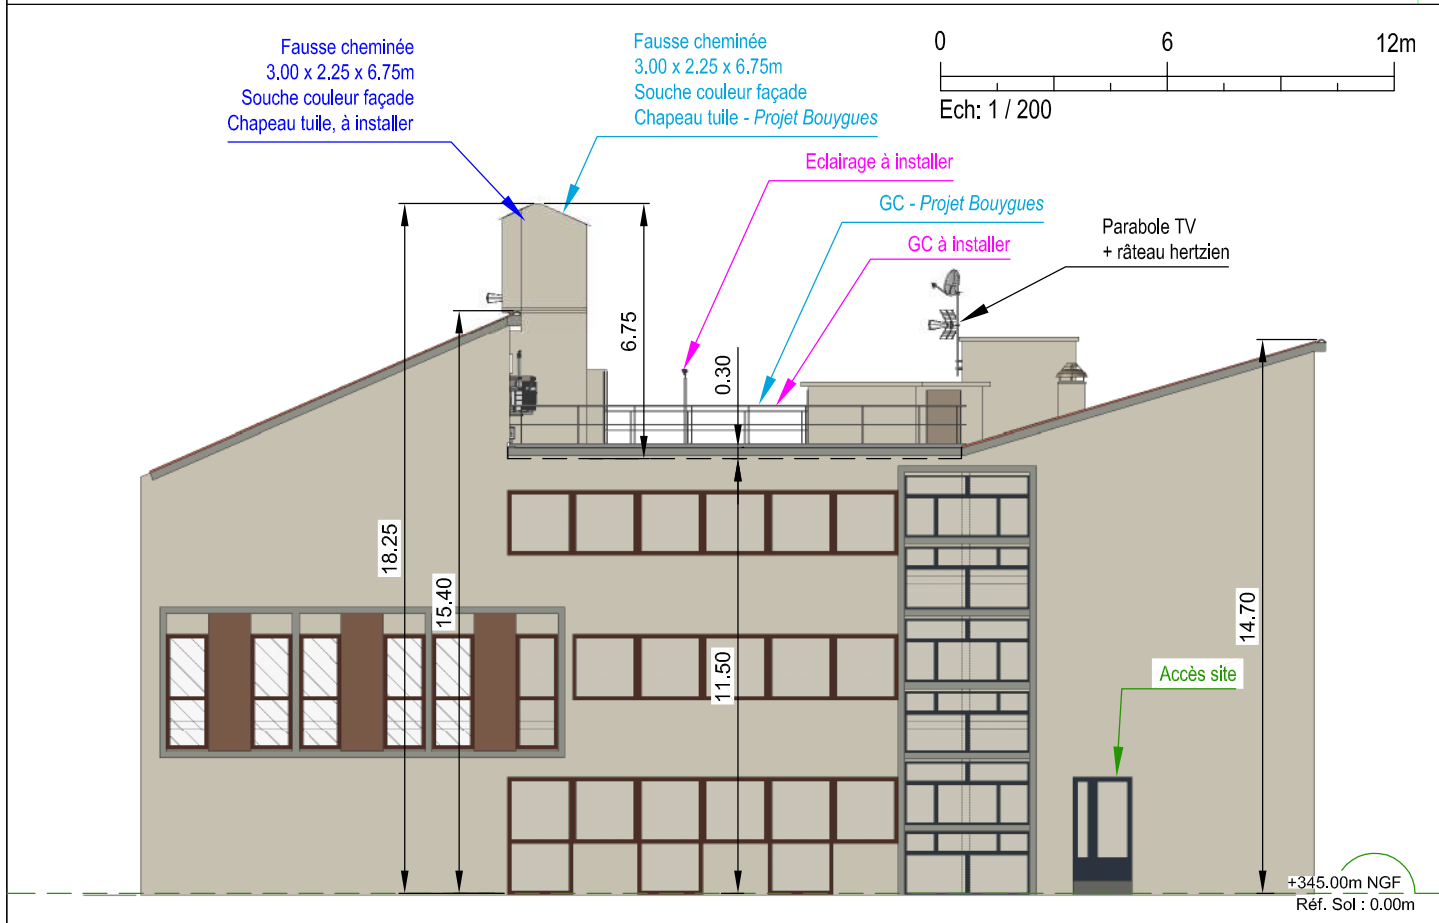 Fausse cheminée
3.00 x 2.25 x 6.75m
Souche couleur façade
Chapeau tuile, à installer
Fausse cheminée
3.00 x 2.25 x 6.75m
Souche couleur façade
Chapeau tuile - Projet Bouygues
0 6 12m
Ech: 1 / 200
Eclairage à installer
GC - Projet Bouygues
GC à installer
Parabole TV
+ râteau hertzien
6.75
0.30
18.25
15.40
11.50
14.70
Accès site
+345.00m NGF
Réf. Sol : 0.00m